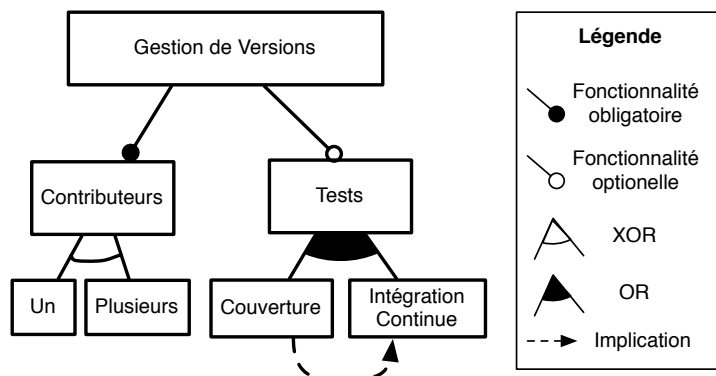 Gestion de Versions
Contributeurs
Tests
Un
Plusieurs
Couverture
Intégration
Continue
Légende
Fonctionnalité
obligatoire
Fonctionnalité
optionelle
XOR
OR
Implication